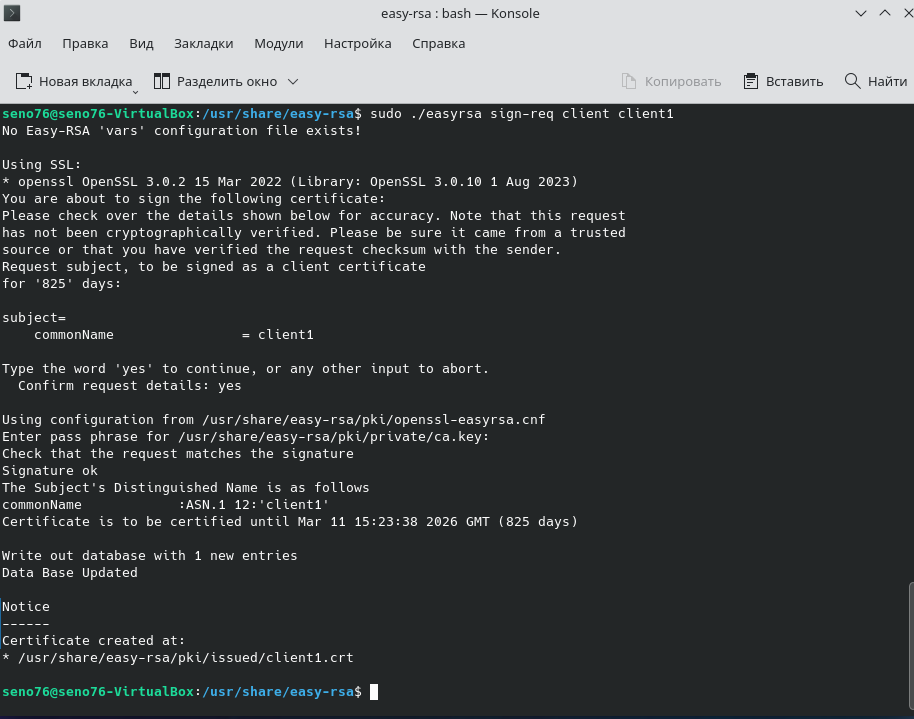 easy-rsa : bash — Konsole
Файл Правка Вид Закладки Модули Настройка Справка
Новая вкладка Разделить окно Копировать Вставить Найти
seno76@seno76-VirtualBox:/usr/share/easy-rsa$ sudo ./easyrsa sign-req client client1
No Easy-RSA 'vars' configuration file exists!
Using SSL:
* openssl OpenSSL 3.0.2 15 Mar 2022 (Library: OpenSSL 3.0.10 1 Aug 2023)
You are about to sign the following certificate:
Please check over the details shown below for accuracy. Note that this request
has not been cryptographically verified. Please be sure it came from a trusted
source or that you have verified the request checksum with the sender.
Request subject, to be signed as a client certificate
for '825' days:
subject=
    commonName                = client1
Type the word 'yes' to continue, or any other input to abort.
  Confirm request details: yes
Using configuration from /usr/share/easy-rsa/pki/openssl-easyrsa.cnf
Enter pass phrase for /usr/share/easy-rsa/pki/private/ca.key:
Check that the request matches the signature
Signature ok
The Subject's Distinguished Name is as follows
commonName            :ASN.1 12:'client1'
Certificate is to be certified until Mar 11 15:23:38 2026 GMT (825 days)
Write out database with 1 new entries
Data Base Updated
Notice
------
Certificate created at:
* /usr/share/easy-rsa/pki/issued/client1.crt
seno76@seno76-VirtualBox:/usr/share/easy-rsa$